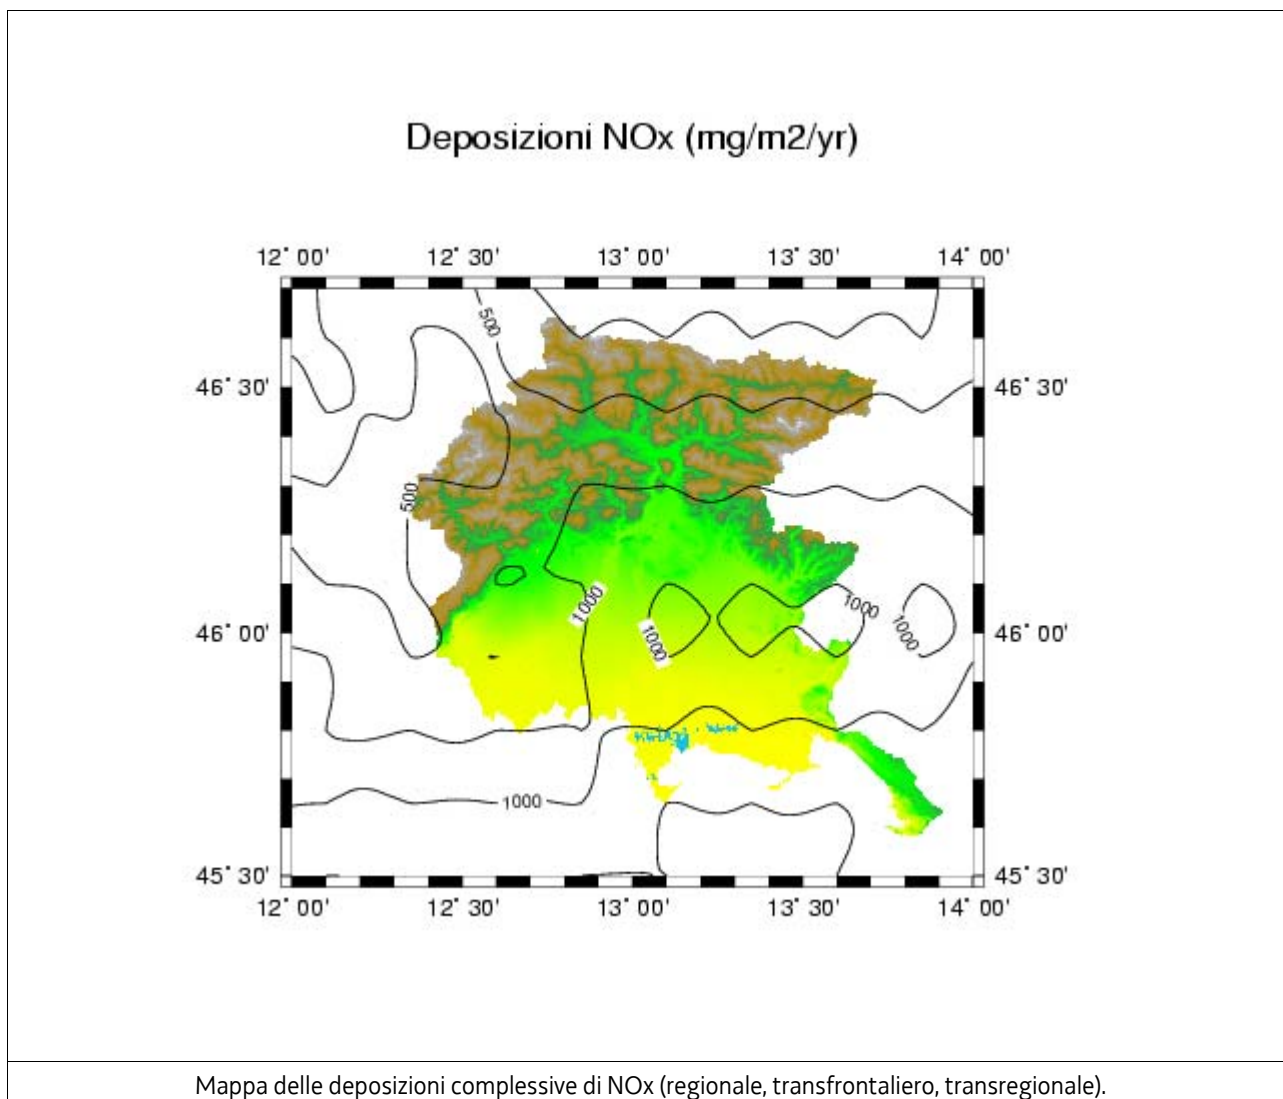 Deposizioni NOx (mg/m2/yr)
12° 00' 12° 30' 13° 00' 13° 30' 14° 00'
500
46° 30' 46° 30'
500
1000
1000
1000
1000
46° 00' 46° 00'
1000
45° 30' 45° 30'
12° 00' 12° 30' 13° 00' 13° 30' 14° 00'
Mappa delle deposizioni complessive di NOx (regionale, transfrontaliero, transregionale).